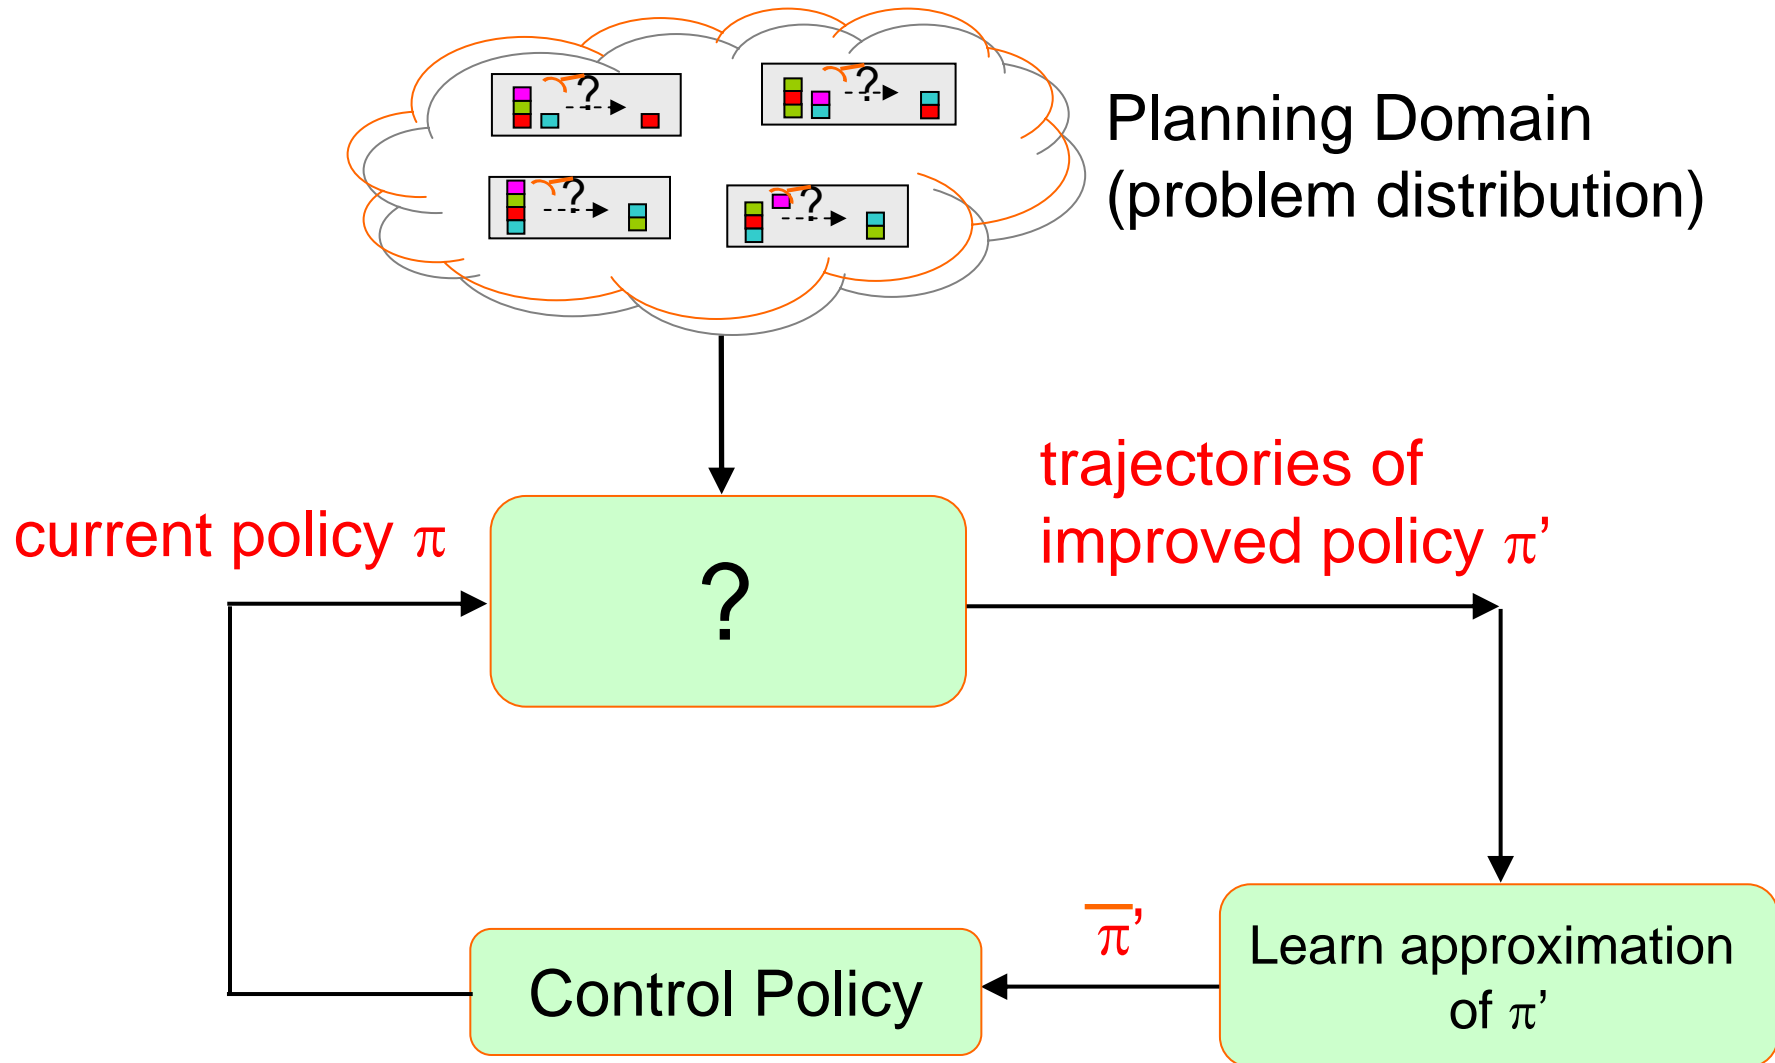 ?
?
?
?
Planning Domain
(problem distribution)
trajectories of
improved policy π’
current policy π
?
π’
Learn approximation
of π’
Control Policy